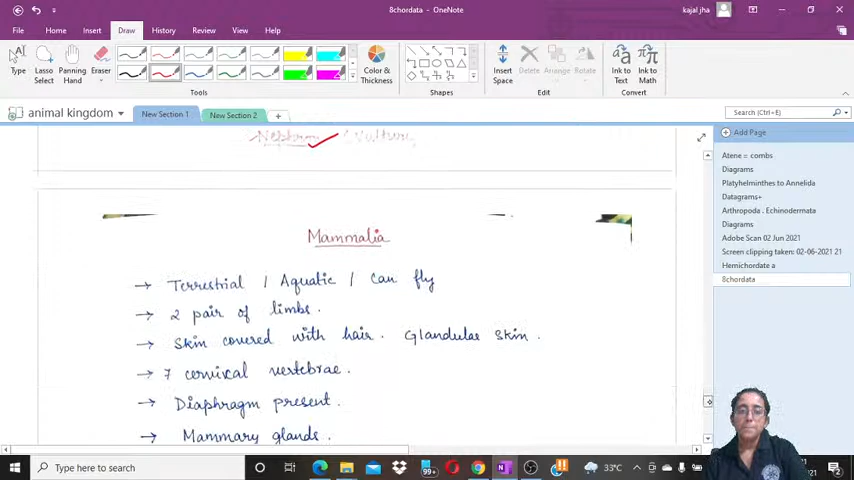 8chordata - OneNote
kajal jha
File Home Insert Draw History Review View Help
Type
Lasso Select
Panning Hand
Eraser
Color & Thickness
Insert Space
Delete
Arrange
Rotate
Ink to Text
Ink to Math
Tools
Shapes
Edit
Convert
animal kingdom
New Section 1
New Section 2
Search (Ctrl+E)
Add Page
Atene = combs
Diagrams
Platyhelminthes to Annelida
Datagrams+
Arthropoda . Echinodermata
Diagrams
Adobe Scan 02 Jun 2021
Screen clipping taken: 02-06-2021 21
Hemichordate a
8chordata
Mammalia
→ Terrestrial / Aquatic / can fly
→ 2 pair of limbs.
→ Skin covered with hair. Glandular skin.
→ 7 cervical vertebrae.
→ Diaphragm present.
→ Mammary glands.
Type here to search
99+
33°C
2